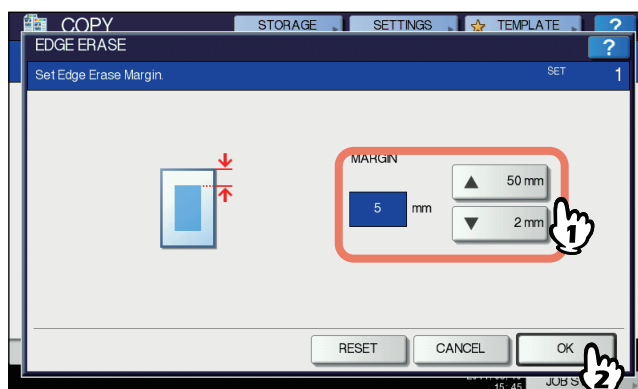 COPY STORAGE SETTINGS TEMPLATE ?
EDGE ERASE ?
Set Edge Erase Margin. SET 1
MARGIN
▲ 50 mm
5 mm
▼ 2 mm
1
RESET CANCEL OK
2
15:45 JOB S